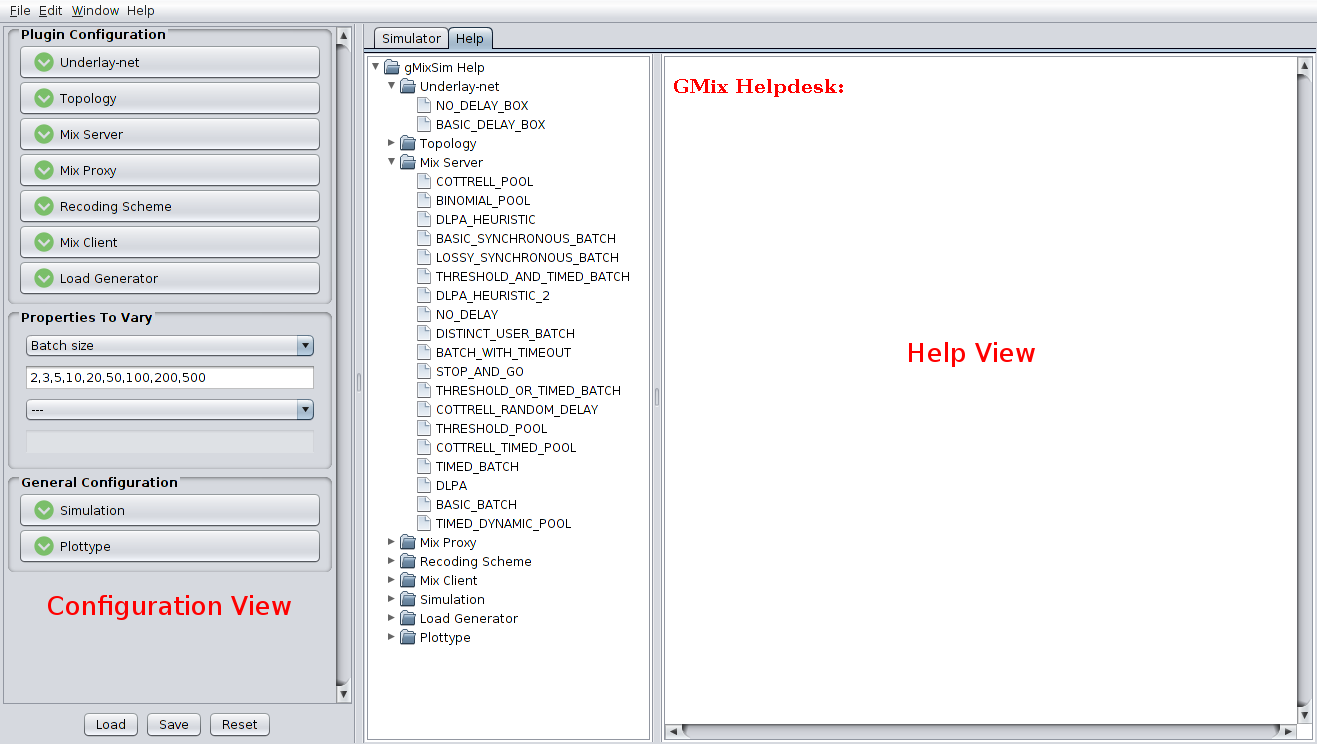 File Edit Window Help
Plugin Configuration
Underlay-net
Topology
Mix Server
Mix Proxy
Recoding Scheme
Mix Client
Load Generator
Properties To Vary
Batch size
2,3,5,10,20,50,100,200,500
---
General Configuration
Simulation
Plottype
Configuration View
Load Save Reset
Simulator Help
gMixSim Help
Underlay-net
NO_DELAY_BOX
BASIC_DELAY_BOX
Topology
Mix Server
COTTRELL_POOL
BINOMIAL_POOL
DLPA_HEURISTIC
BASIC_SYNCHRONOUS_BATCH
LOSSY_SYNCHRONOUS_BATCH
THRESHOLD_AND_TIMED_BATCH
DLPA_HEURISTIC_2
NO_DELAY
DISTINCT_USER_BATCH
BATCH_WITH_TIMEOUT
STOP_AND_GO
THRESHOLD_OR_TIMED_BATCH
COTTRELL_RANDOM_DELAY
THRESHOLD_POOL
COTTRELL_TIMED_POOL
TIMED_BATCH
DLPA
BASIC_BATCH
TIMED_DYNAMIC_POOL
Mix Proxy
Recoding Scheme
Mix Client
Simulation
Load Generator
Plottype
GMix Helpdesk:
Help View